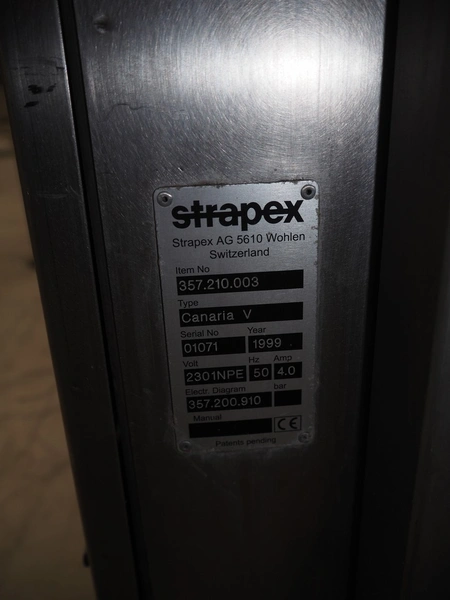 strapex
Strapex AG 5610 Wohlen
Switzerland
Item No
357.210.003
Type
Canaria V
Serial No Year
01071 1999
Volt Hz Amp
2301NPE 50 4.0
Electr. Diagram bar
357.200.910
Manual
CE
Patents pending